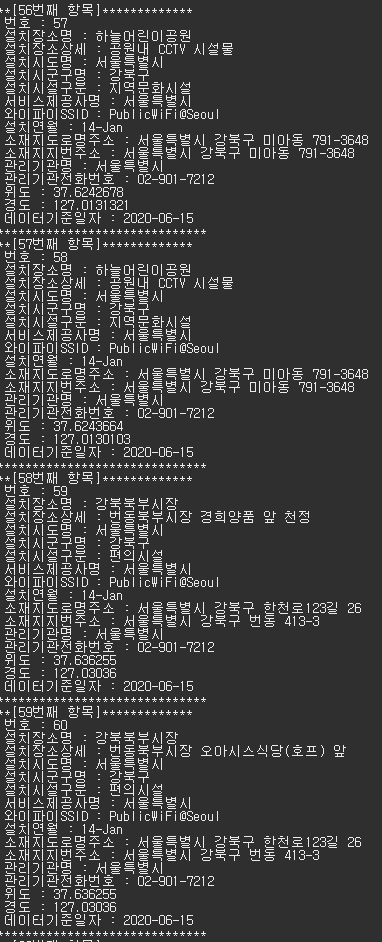 **[56번째 항목]*************
번호 : 57
설치장소명 : 하늘어린이공원
설치장소상세 : 공원내 CCTV 시설물
설치시도명 : 서울특별시
설치시군구명 : 강북구
설치시설구분 : 지역문화시설
서비스제공사명 : 서울특별시
와이파이SSID : PublicWiFi@Seoul
설치연월 : 14-Jan
소재지도로명주소 : 서울특별시 강북구 미아동 791-3648
소재지지번주소 : 서울특별시 강북구 미아동 791-3648
관리기관명 : 서울특별시
관리기관전화번호 : 02-901-7212
위도 : 37.6242678
경도 : 127.0131321
데이터기준일자 : 2020-06-15
*****************************
**[57번째 항목]*************
번호 : 58
설치장소명 : 하늘어린이공원
설치장소상세 : 공원내 CCTV 시설물
설치시도명 : 서울특별시
설치시군구명 : 강북구
설치시설구분 : 지역문화시설
서비스제공사명 : 서울특별시
와이파이SSID : PublicWiFi@Seoul
설치연월 : 14-Jan
소재지도로명주소 : 서울특별시 강북구 미아동 791-3648
소재지지번주소 : 서울특별시 강북구 미아동 791-3648
관리기관명 : 서울특별시
관리기관전화번호 : 02-901-7212
위도 : 37.6243664
경도 : 127.0130103
데이터기준일자 : 2020-06-15
*****************************
**[58번째 항목]*************
번호 : 59
설치장소명 : 강북북부시장
설치장소상세 : 번동북부시장 경희양품 앞 천정
설치시도명 : 서울특별시
설치시군구명 : 강북구
설치시설구분 : 편의시설
서비스제공사명 : 서울특별시
와이파이SSID : PublicWiFi@Seoul
설치연월 : 14-Jan
소재지도로명주소 : 서울특별시 강북구 한천로123길 26
소재지지번주소 : 서울특별시 강북구 번동 413-3
관리기관명 : 서울특별시
관리기관전화번호 : 02-901-7212
위도 : 37.636255
경도 : 127.03036
데이터기준일자 : 2020-06-15
*****************************
**[59번째 항목]*************
번호 : 60
설치장소명 : 강북북부시장
설치장소상세 : 번동북부시장 오아시스식당(호프) 앞
설치시도명 : 서울특별시
설치시군구명 : 강북구
설치시설구분 : 편의시설
서비스제공사명 : 서울특별시
와이파이SSID : PublicWiFi@Seoul
설치연월 : 14-Jan
소재지도로명주소 : 서울특별시 강북구 한천로123길 26
소재지지번주소 : 서울특별시 강북구 번동 413-3
관리기관명 : 서울특별시
관리기관전화번호 : 02-901-7212
위도 : 37.636255
경도 : 127.03036
데이터기준일자 : 2020-06-15
*****************************